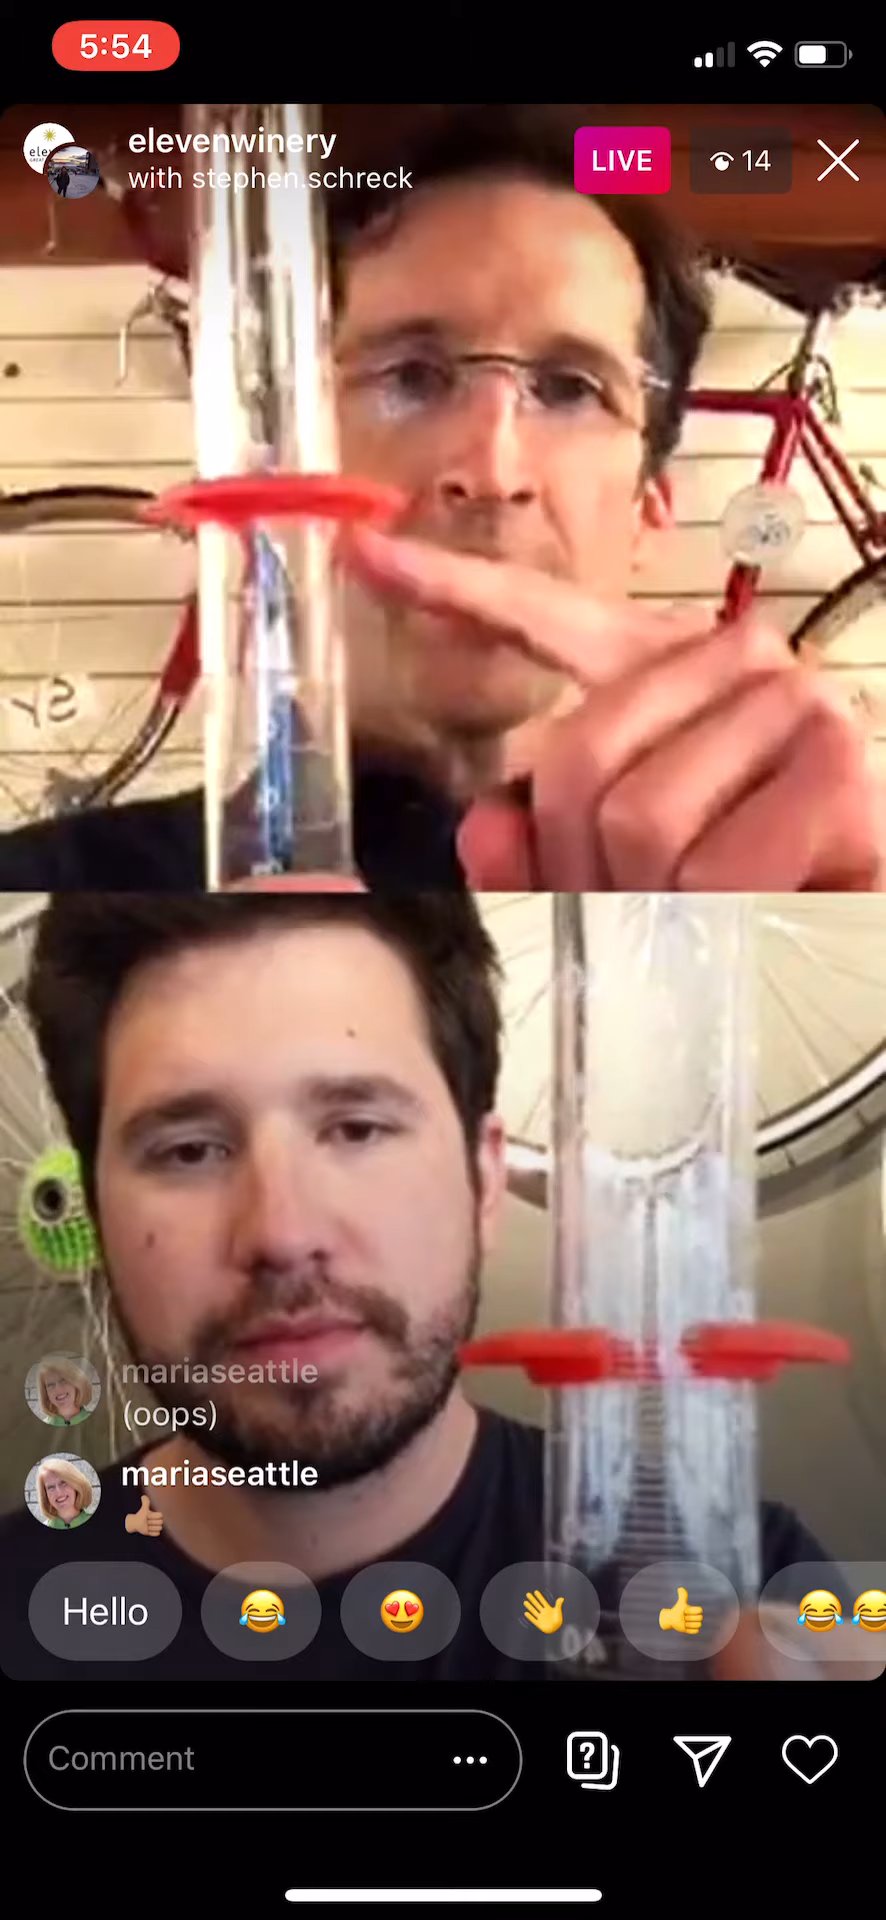 5:54
elevenwinery
with stephen.schreck
LIVE
14
mariaseattle
(oops)
mariaseattle
Hello
Comment